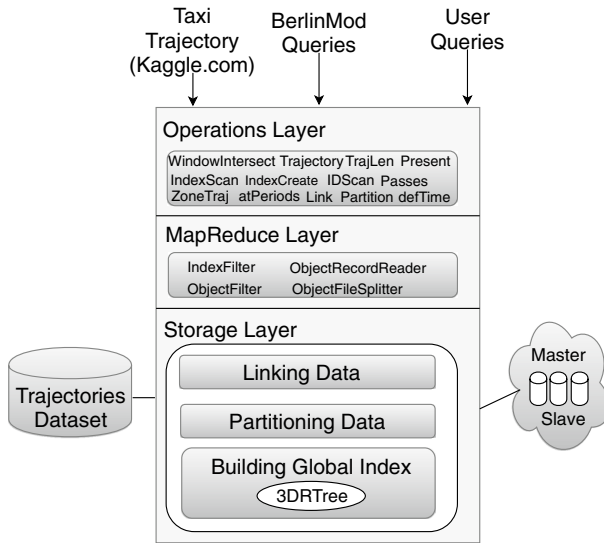 Taxi
Trajectory
(Kaggle.com)
BerlinMod
Queries
User
Queries
Operations Layer
WindowIntersect Trajectory TrajLen Present
IndexScan IndexCreate IDScan Passes
ZoneTraj atPeriods Link Partition defTime
MapReduce Layer
IndexFilter ObjectRecordReader
ObjectFilter ObjectFileSplitter
Storage Layer
Linking Data
Partitioning Data
Building Global Index
3DRTree
Trajectories
Dataset
Master
Slave